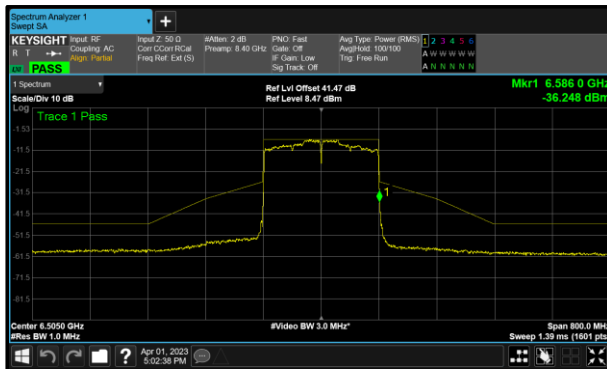 Spectrum Analyzer 1
Swept SA
KEYSIGHT Input: RF Input Z: 50 Ω #Atten: 2 dB PNO: Fast Avg Type: Power (RMS) 1 2 3 4 5 6
R T Coupling: AC Corr CCorr RCal Preamp: 8.40 GHz Gate: Off Avg|Hold: 100/100 A W W W W W
Align: Partial Freq Ref: Ext (S) IF Gain: Low Trig: Free Run
LXI PASS Sig Track: Off A N N N N N
1 Spectrum Ref Lvl Offset 41.47 dB Mkr1 6.586 0 GHz
Scale/Div 10 dB Ref Level 8.47 dBm -36.248 dBm
Log
Trace 1 Pass
-1.53
-11.5
-21.5
-31.5
1
-41.5
-51.5
-61.5
-71.5
-81.5
Center 6.5050 GHz #Video BW 3.0 MHz* Span 800.0 MHz
#Res BW 1.0 MHz Sweep 1.39 ms (1601 pts)
? Apr 01, 2023
5:02:38 PM